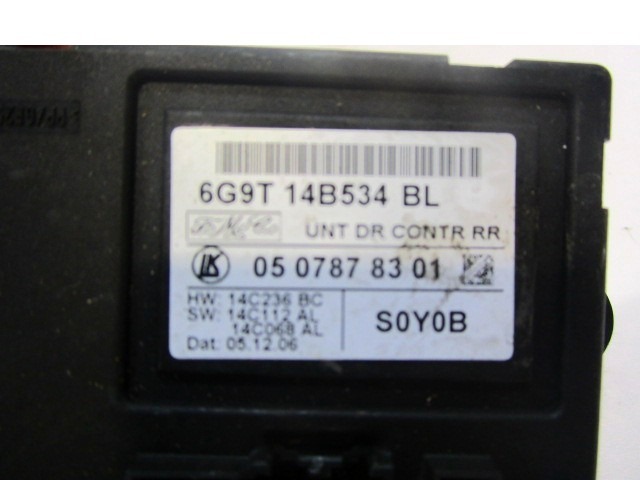 6G9T 14B534 BL
UNT DR CONTR RR
05 0787 83 01
HW: 14C236 BC
SW: 14C112 AL
14C068 AL
Dat: 05.12.06
S0Y0B